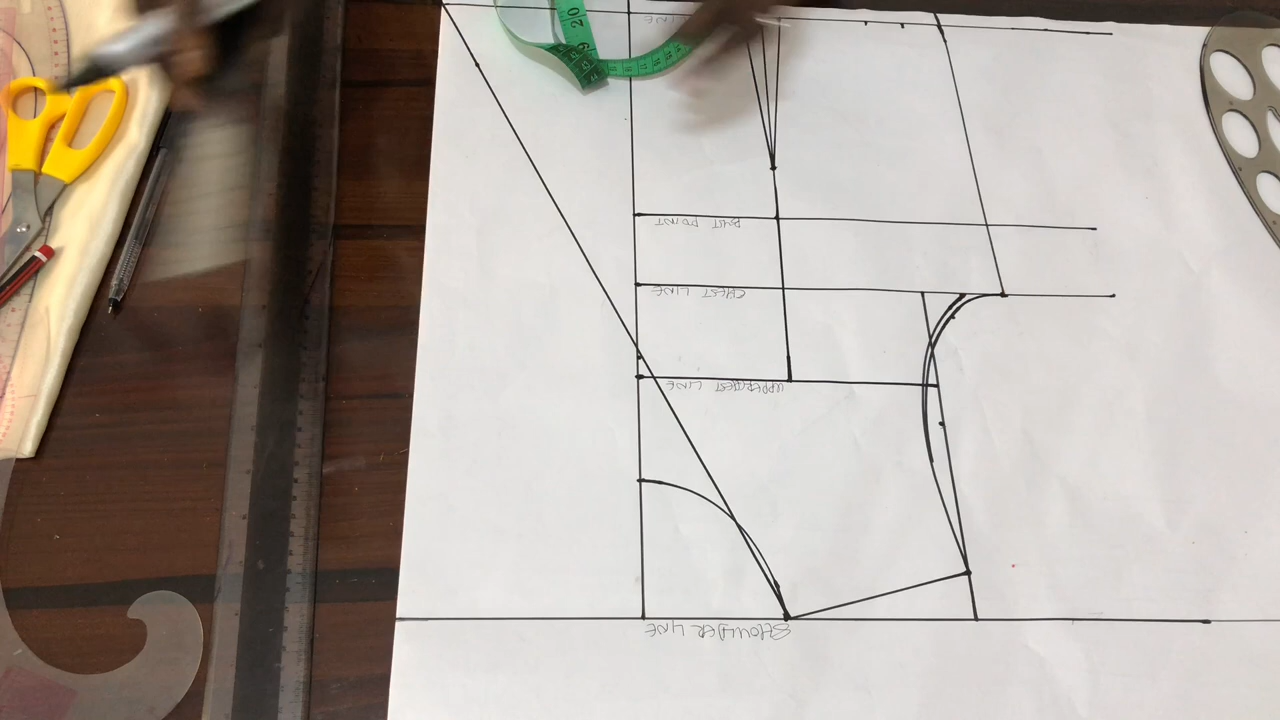 SHOULDER LINE
UPPERCHEST LINE
CHEST LINE
BUST POINT
LINE
20